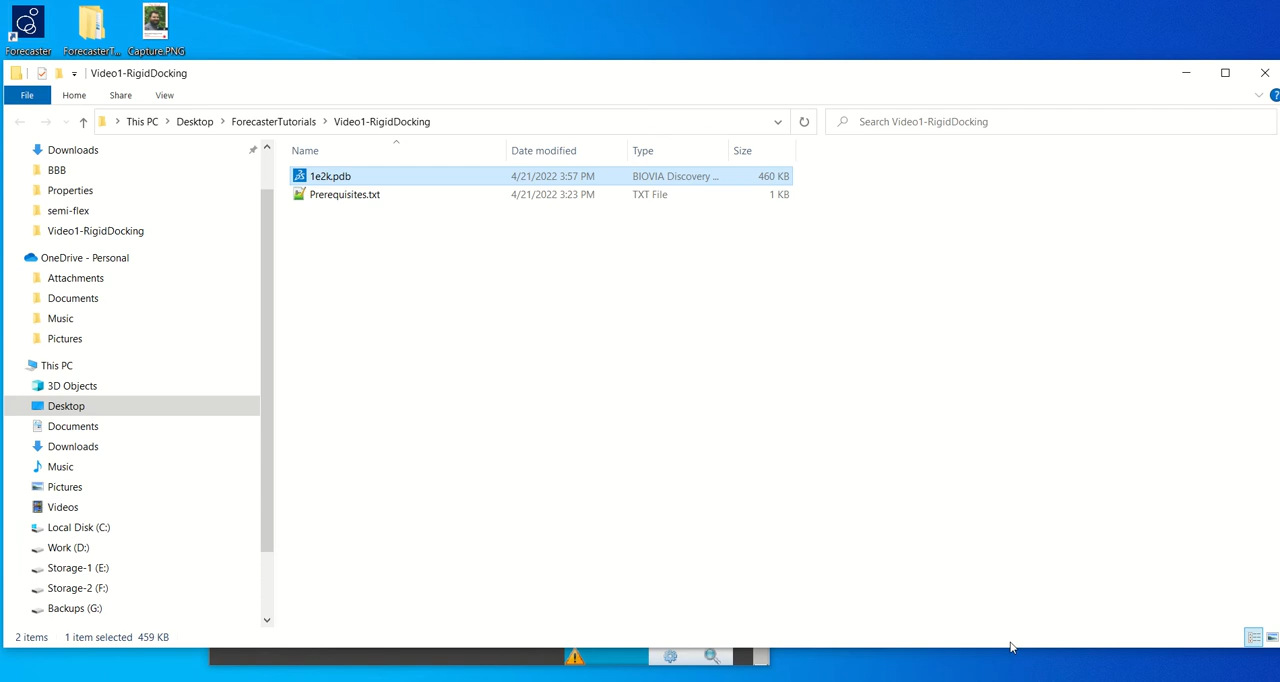 Forecaster ForecasterT... Capture.PNG
Video1-RigidDocking
File Home Share View
This PC Desktop ForecasterTutorials Video1-RigidDocking Search Video1-RigidDocking
Name Date modified Type Size
1e2k.pdb 4/21/2022 3:57 PM BIOVIA Discovery ... 460 KB
Prerequisites.txt 4/21/2022 3:23 PM TXT File 1 KB
Downloads
BBB
Properties
semi-flex
Video1-RigidDocking
OneDrive - Personal
Attachments
Documents
Music
Pictures
This PC
3D Objects
Desktop
Documents
Downloads
Music
Pictures
Videos
Local Disk (C:)
Work (D:)
Storage-1 (E:)
Storage-2 (F:)
Backups (G:)
2 items 1 item selected 459 KB